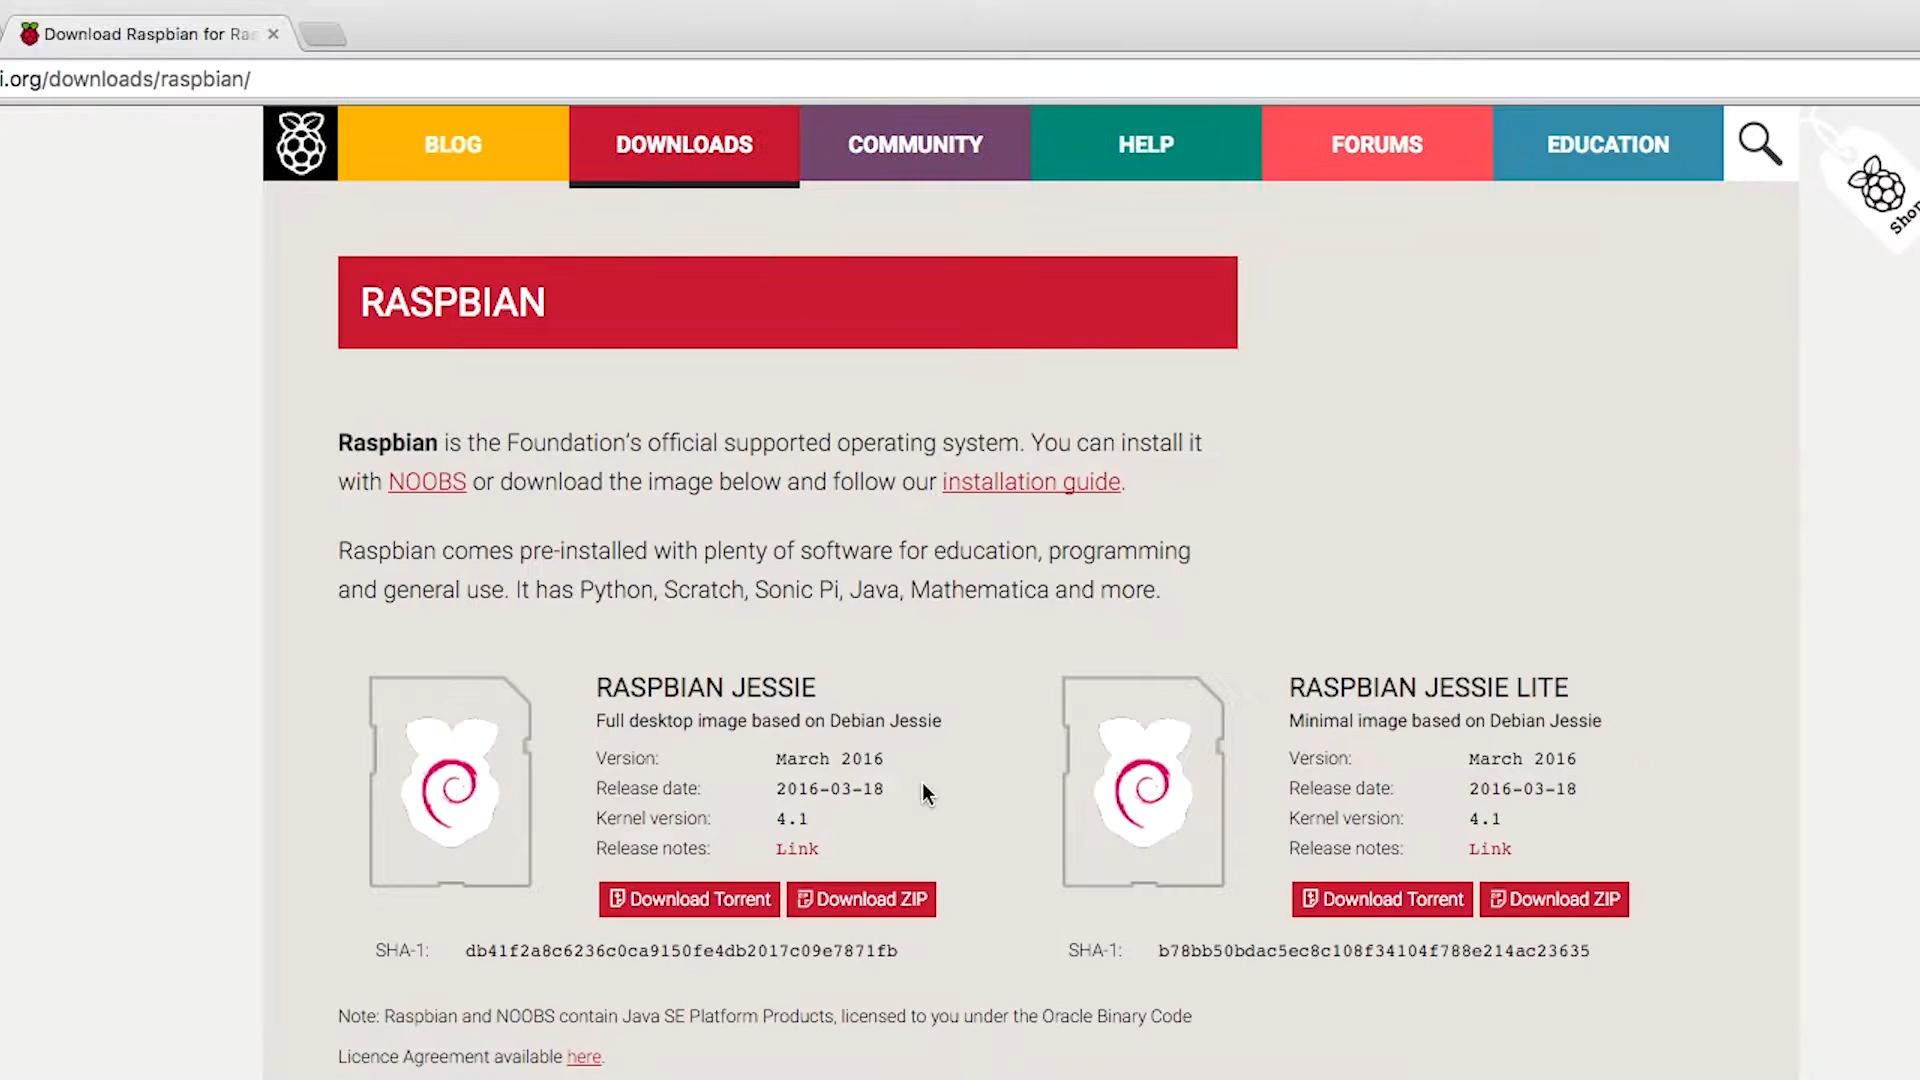 Download Raspbian for Ras
i.org/downloads/raspbian/
BLOG
DOWNLOADS
COMMUNITY
HELP
FORUMS
EDUCATION
Shop
RASPBIAN
Raspbian is the Foundation's official supported operating system. You can install it
with NOOBS or download the image below and follow our installation guide.
Raspbian comes pre-installed with plenty of software for education, programming
and general use. It has Python, Scratch, Sonic Pi, Java, Mathematica and more.
RASPBIAN JESSIE
Full desktop image based on Debian Jessie
Version: March 2016
Release date: 2016-03-18
Kernel version: 4.1
Release notes: Link
Download Torrent Download ZIP
SHA-1: db41f2a8c6236c0ca9150fe4db2017c09e7871fb
RASPBIAN JESSIE LITE
Minimal image based on Debian Jessie
Version: March 2016
Release date: 2016-03-18
Kernel version: 4.1
Release notes: Link
Download Torrent Download ZIP
SHA-1: b78bb50bdac5ec8c108f34104f788e214ac23635
Note: Raspbian and NOOBS contain Java SE Platform Products, licensed to you under the Oracle Binary Code
Licence Agreement available here.